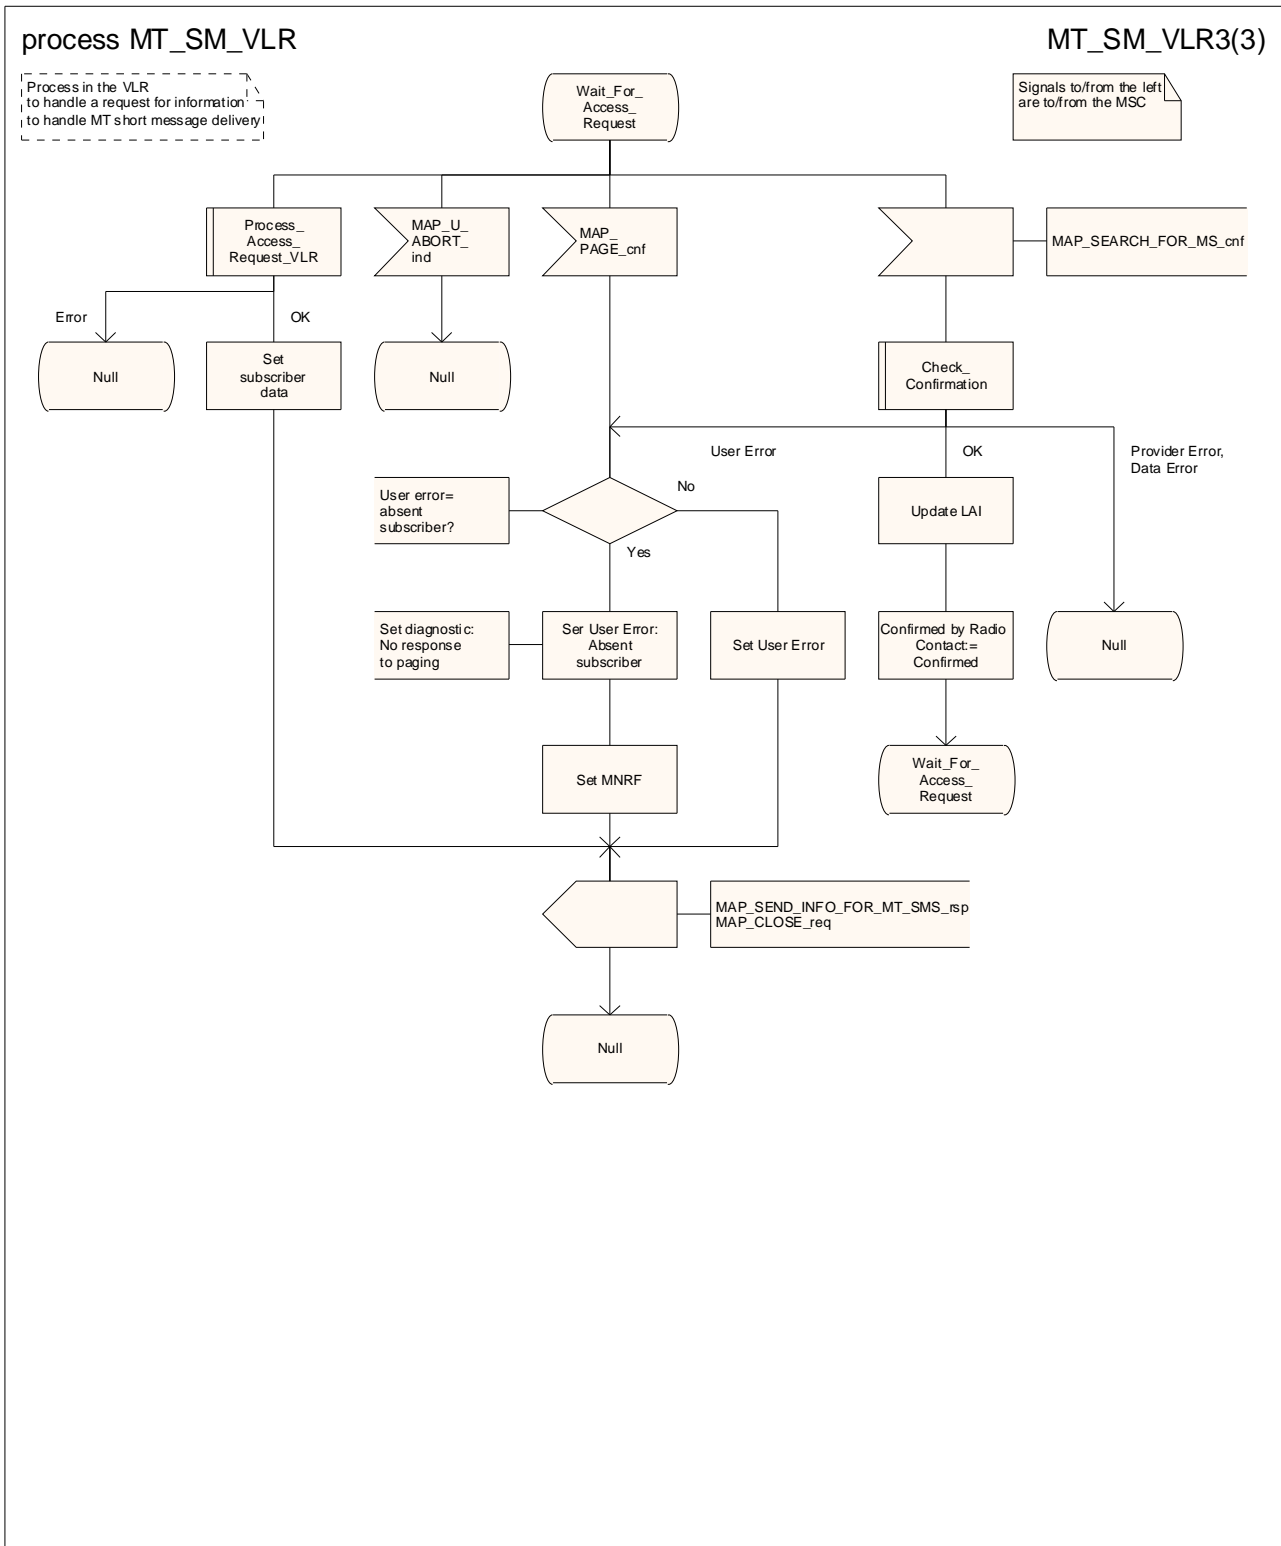 process MT_SM_VLR
MT_SM_VLR3(3)
Process in the VLR
to handle a request for information
to handle MT short message delivery
Wait_For_
Access_
Request
Signals to/from the left
are to/from the MSC
Process_
Access_
Request_VLR
MAP_U_
ABORT_
ind
MAP_
PAGE_cnf
MAP_SEARCH_FOR_MS_cnf
Error
OK
Null
Set
subscriber
data
Null
Check_
Confirmation
User Error
OK
Provider Error,
Data Error
User error=
absent
subscriber?
No
Yes
Update LAI
Set diagnostic:
No response
to paging
Ser User Error:
Absent
subscriber
Set User Error
Confirmed by Radio
Contact:=
Confirmed
Null
Set MNRF
Wait_For_
Access_
Request
MAP_SEND_INFO_FOR_MT_SMS_rsp
MAP_CLOSE_req
Null